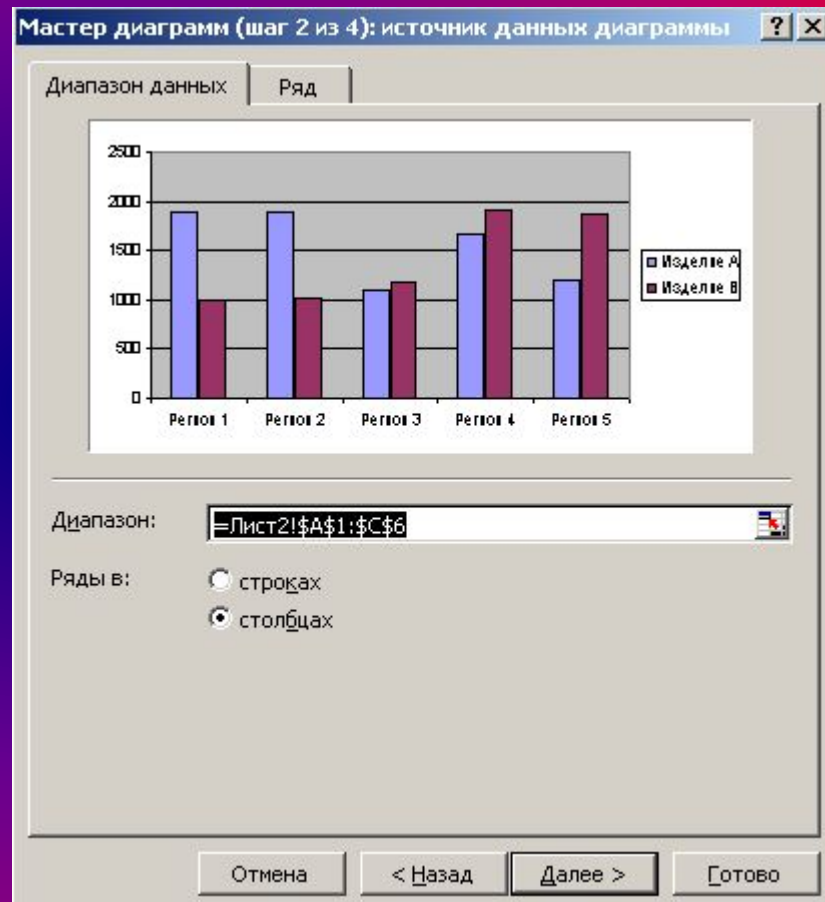 Мастер диаграмм (шаг 2 из 4): источник данных диаграммы
Диапазон данных Ряд
2500
2000
1500
1000
500
0
Изделие A
Изделие B
Регион 1 Регион 2 Регион 3 Регион 4 Регион 5
Диапазон: =Лист2!$A$1:$C$6
Ряды в: строках
столбцах
Отмена < Назад Далее > Готово